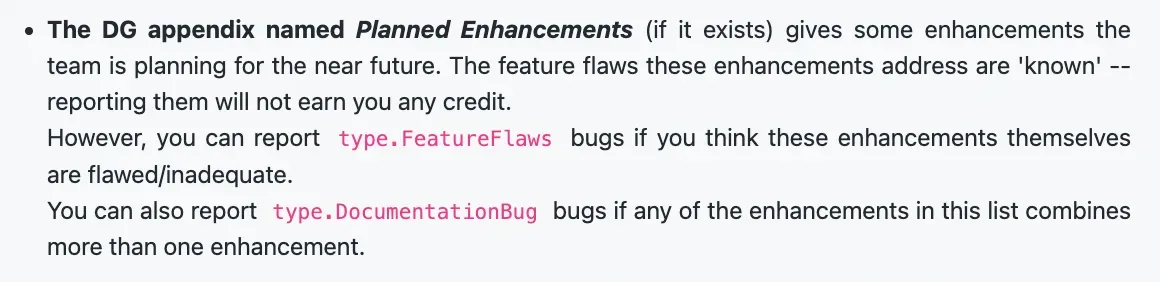 • The DG appendix named Planned Enhancements (if it exists) gives some enhancements the
team is planning for the near future. The feature flaws these enhancements address are 'known' --
reporting them will not earn you any credit.
However, you can report type.FeatureFlaws bugs if you think these enhancements themselves
are flawed/inadequate.
You can also report type.DocumentationBug bugs if any of the enhancements in this list combines
more than one enhancement.